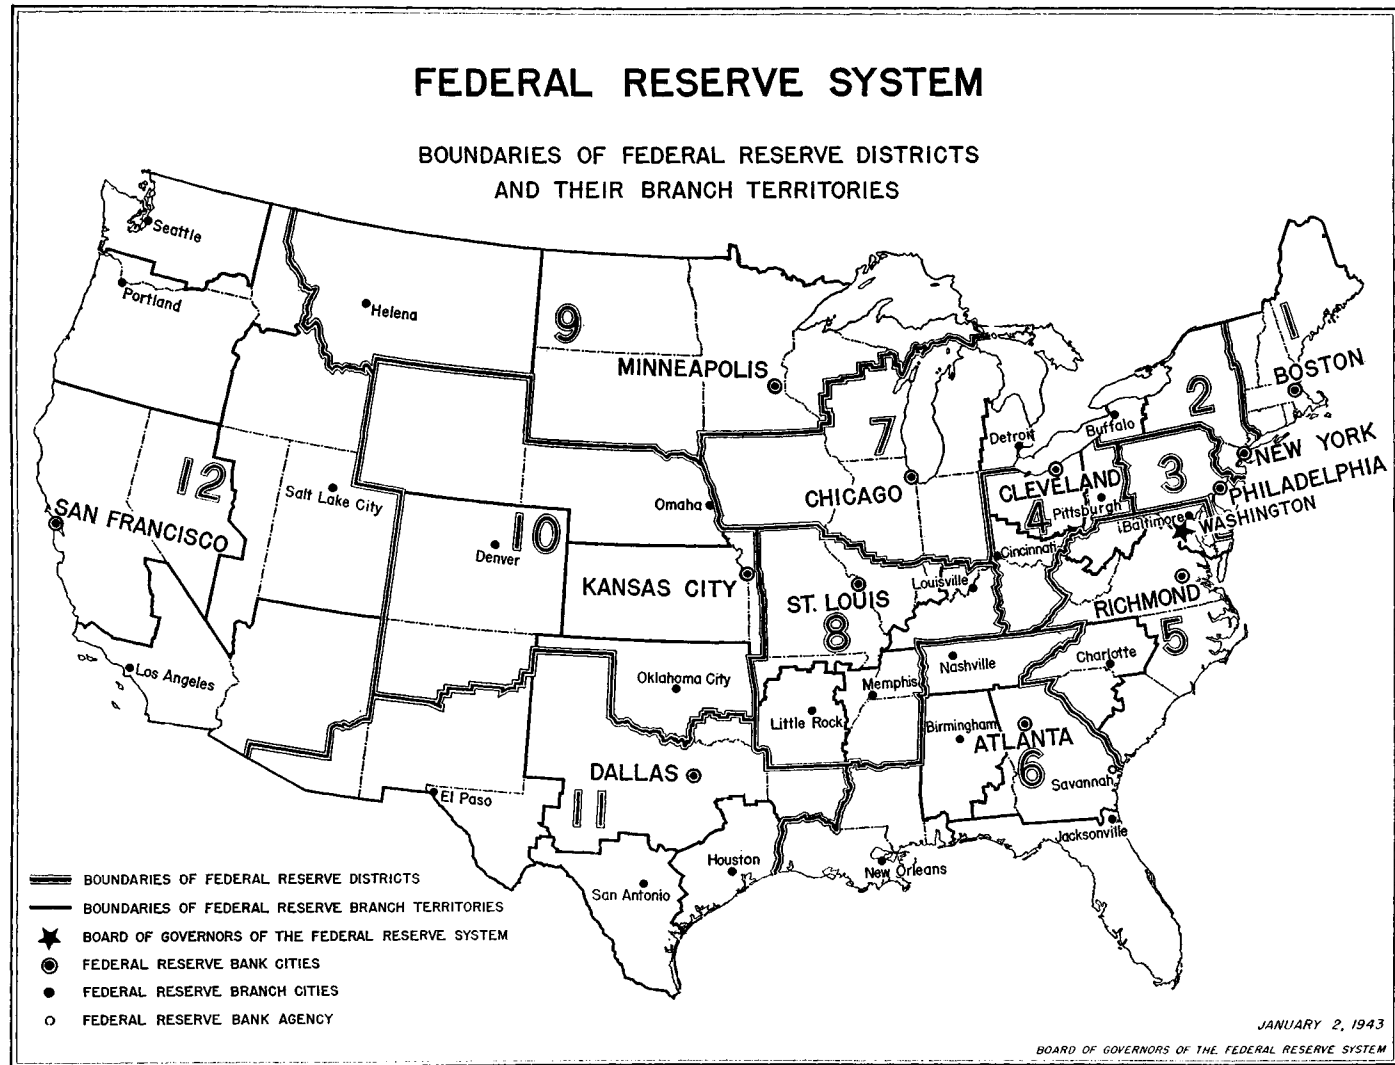 FEDERAL RESERVE SYSTEM
BOUNDARIES OF FEDERAL RESERVE DISTRICTS
AND THEIR BRANCH TERRITORIES
Seattle
Portland
Helena
9
MINNEAPOLIS
1
BOSTON
2
Buffalo
NEW YORK
7
Detroit
CHICAGO
CLEVELAND
4
Pittsburgh
3
PHILADELPHIA
Baltimore
WASHINGTON
12
SAN FRANCISCO
Salt Lake City
10
Denver
Omaha
KANSAS CITY
Cincinnati
Louisville
ST. LOUIS
8
RICHMOND
5
Los Angeles
Oklahoma City
Little Rock
Memphis
Nashville
Charlotte
Birmingham
ATLANTA
6
Savannah
Jacksonville
DALLAS
11
El Paso
Houston
San Antonio
New Orleans
BOUNDARIES OF FEDERAL RESERVE DISTRICTS
BOUNDARIES OF FEDERAL RESERVE BRANCH TERRITORIES
BOARD OF GOVERNORS OF THE FEDERAL RESERVE SYSTEM
FEDERAL RESERVE BANK CITIES
FEDERAL RESERVE BRANCH CITIES
FEDERAL RESERVE BANK AGENCY
JANUARY 2, 1943
BOARD OF GOVERNORS OF THE FEDERAL RESERVE SYSTEM